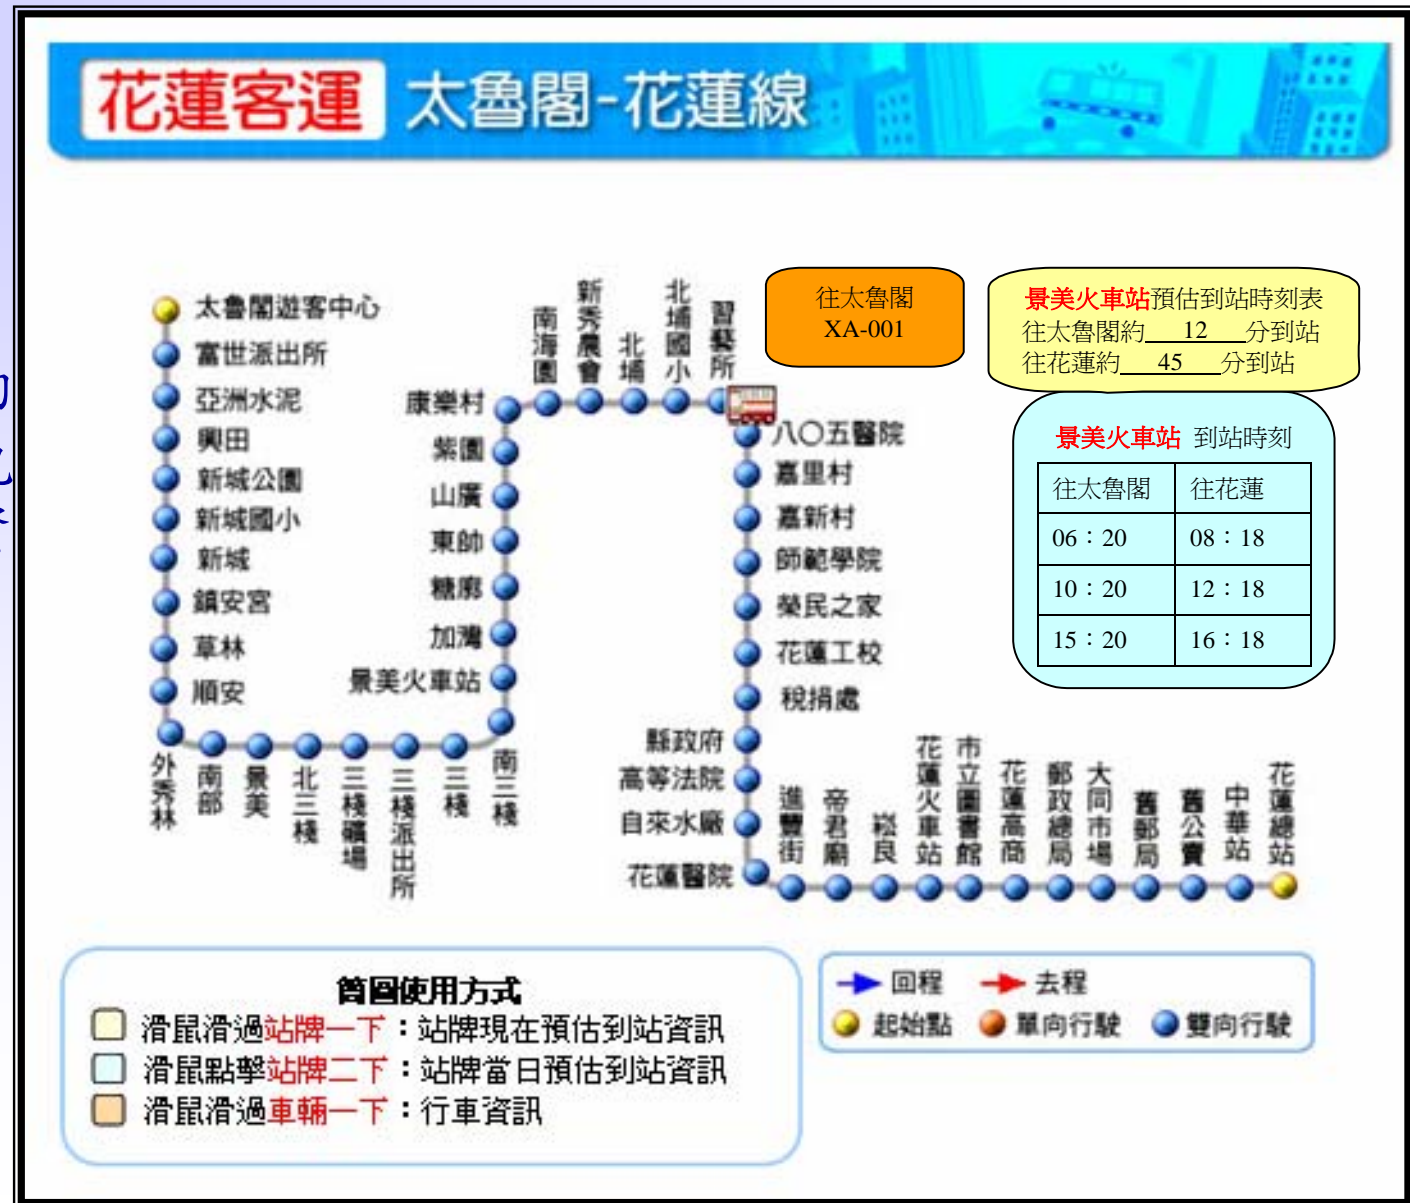 花蓮客運 太魯閣-花蓮線
往太魯閣
XA-001
景美火車站預估到站時刻表
往太魯閣約 12 分到站
往花蓮約 45 分到站
景美火車站 到站時刻
往太魯閣 往花蓮
06：20 08：18
10：20 12：18
15：20 16：18
太魯閣遊客中心
富世派出所
亞洲水泥
興田
新城公園
新城國小
新城
鎮安宮
草林
順安
外秀林
南部
景美
北三棧
三棧礦場
三棧派出所
三棧
南三棧
景美火車站
加灣
糖廍
東帥
山廣
紫園
康樂村
南海園
新秀農會
北埔
北埔國小
習藝所
八〇五醫院
嘉里村
嘉新村
師範學院
榮民之家
花蓮工校
稅捐處
縣政府
高等法院
自來水廠
花蓮醫院
進豐街
帝君廟
崧良
花蓮火車站
市立圖書館
花蓮高商
郵政總局
大同市場
舊郵局
舊公賣
中華站
花蓮總站
簡圖使用方式
滑鼠滑過站牌一下：站牌現在預估到站資訊
滑鼠點擊站牌二下：站牌當日預估到站資訊
滑鼠滑過車輛一下：行車資訊
回程 去程
起始點 單向行駛 雙向行駛